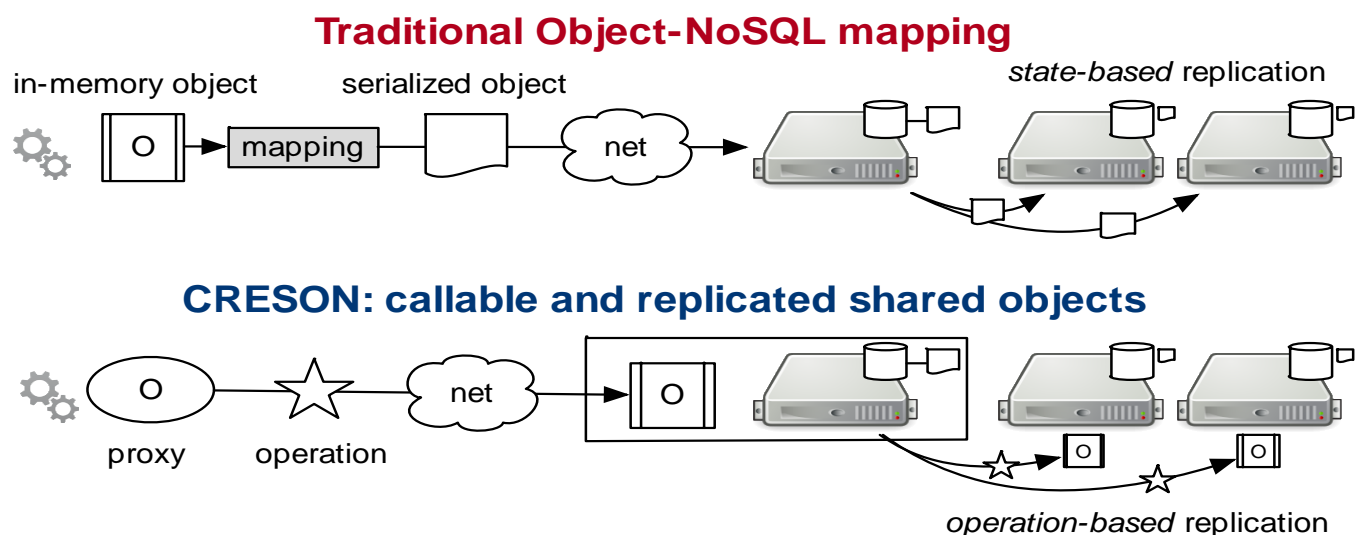 Traditional Object-NoSQL mapping
in-memory object
serialized object
state-based replication
O
mapping
net
CRESON: callable and replicated shared objects
O
net
O
proxy
operation
O
O
operation-based replication